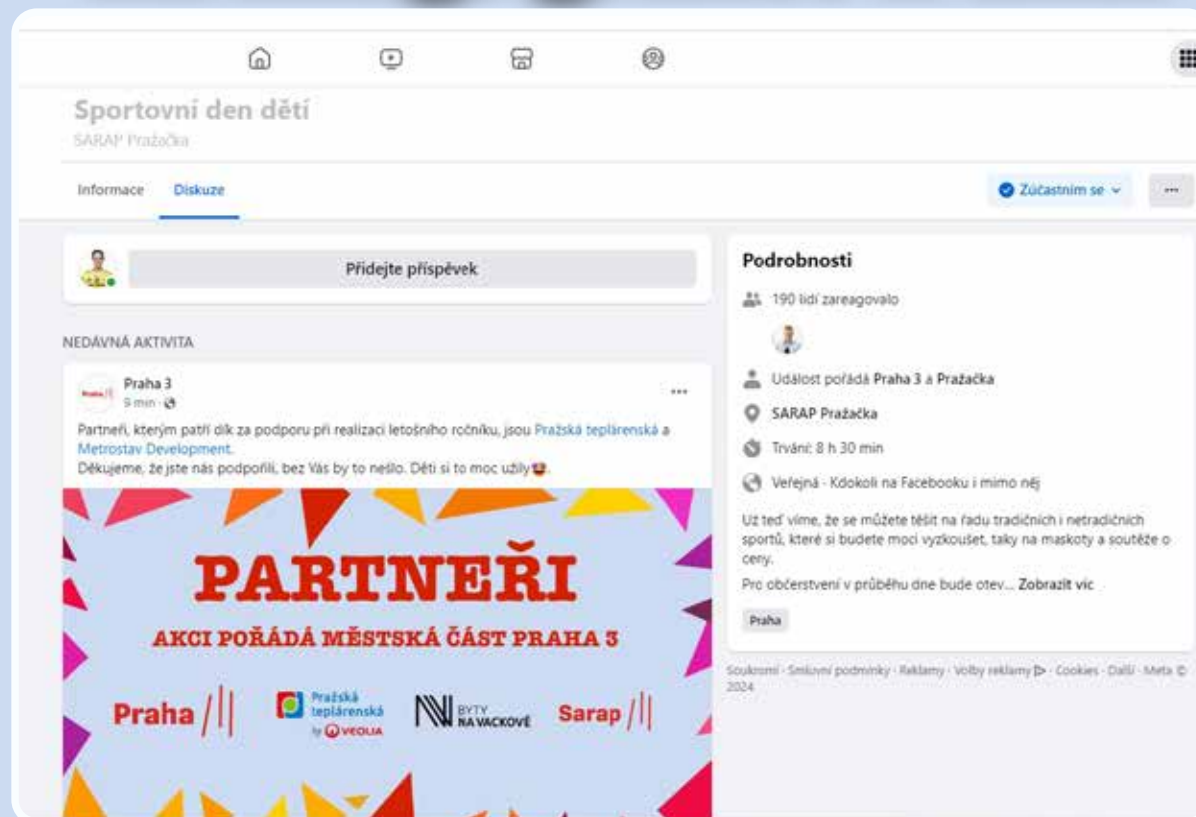 Sportovní den dětí
SARAP Pražačka
Informace
Diskuze
Zúčastním se
Přidejte příspěvek
NEDÁVNÁ AKTIVITA
Praha 3
9 min ·
Partneři, kterým patří dík za podporu při realizaci letošního ročníku, jsou Pražská teplárenská a
Metrostav Development.
Děkujeme, že jste nás podpořili, bez Vás by to nešlo. Děti si to moc užily🥰.
PARTNEŘI
AKCI POŘÁDÁ MĚSTSKÁ ČÁST PRAHA 3
Praha
Pražská
teplárenská
by VEOLIA
BYTY
NA VACKOVĚ
Sarap
Podrobnosti
190 lidí zareagovalo
Událost pořádá Praha 3 a Pražačka
SARAP Pražačka
Trvání: 8 h 30 min
Veřejná · Kdokoli na Facebooku i mimo něj
Už teď víme, že se můžete těšit na řadu tradičních i netradičních
sportů, které si budete moci vyzkoušet, taky na maskoty a soutěže o
ceny.
Pro občerstvení v průběhu dne bude otev... Zobrazit víc
Praha
Soukromí · Smluvní podmínky · Reklamy · Volby reklamy · Cookies · Další · Meta ©
2024